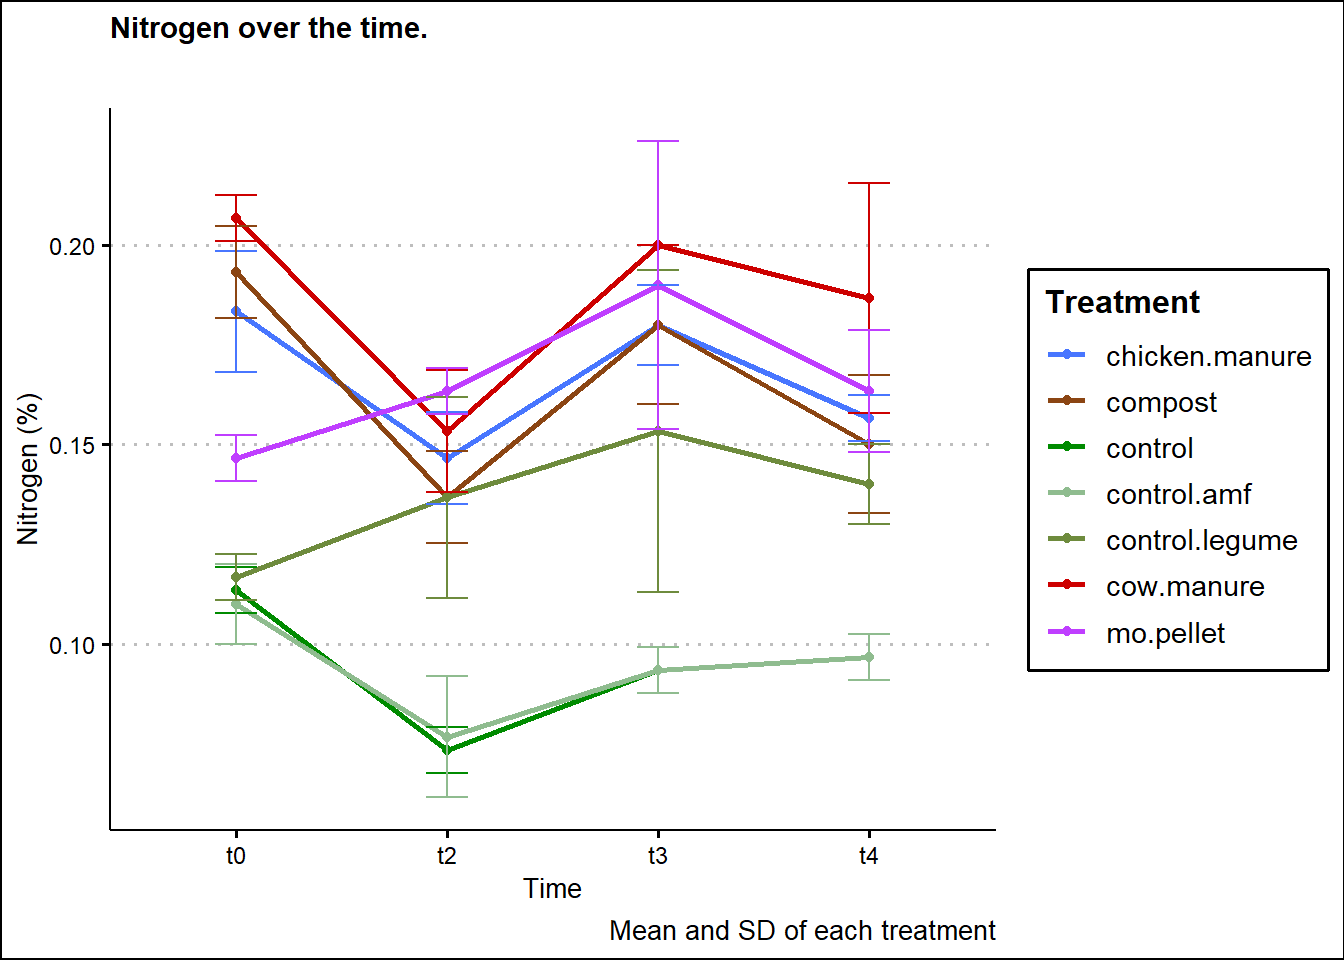 Nitrogen over the time.
Nitrogen (%)
0.20
0.15
0.10
t0 t2 t3 t4
Time
Mean and SD of each treatment
Treatment
chicken.manure
compost
control
control.amf
control.legume
cow.manure
mo.pellet